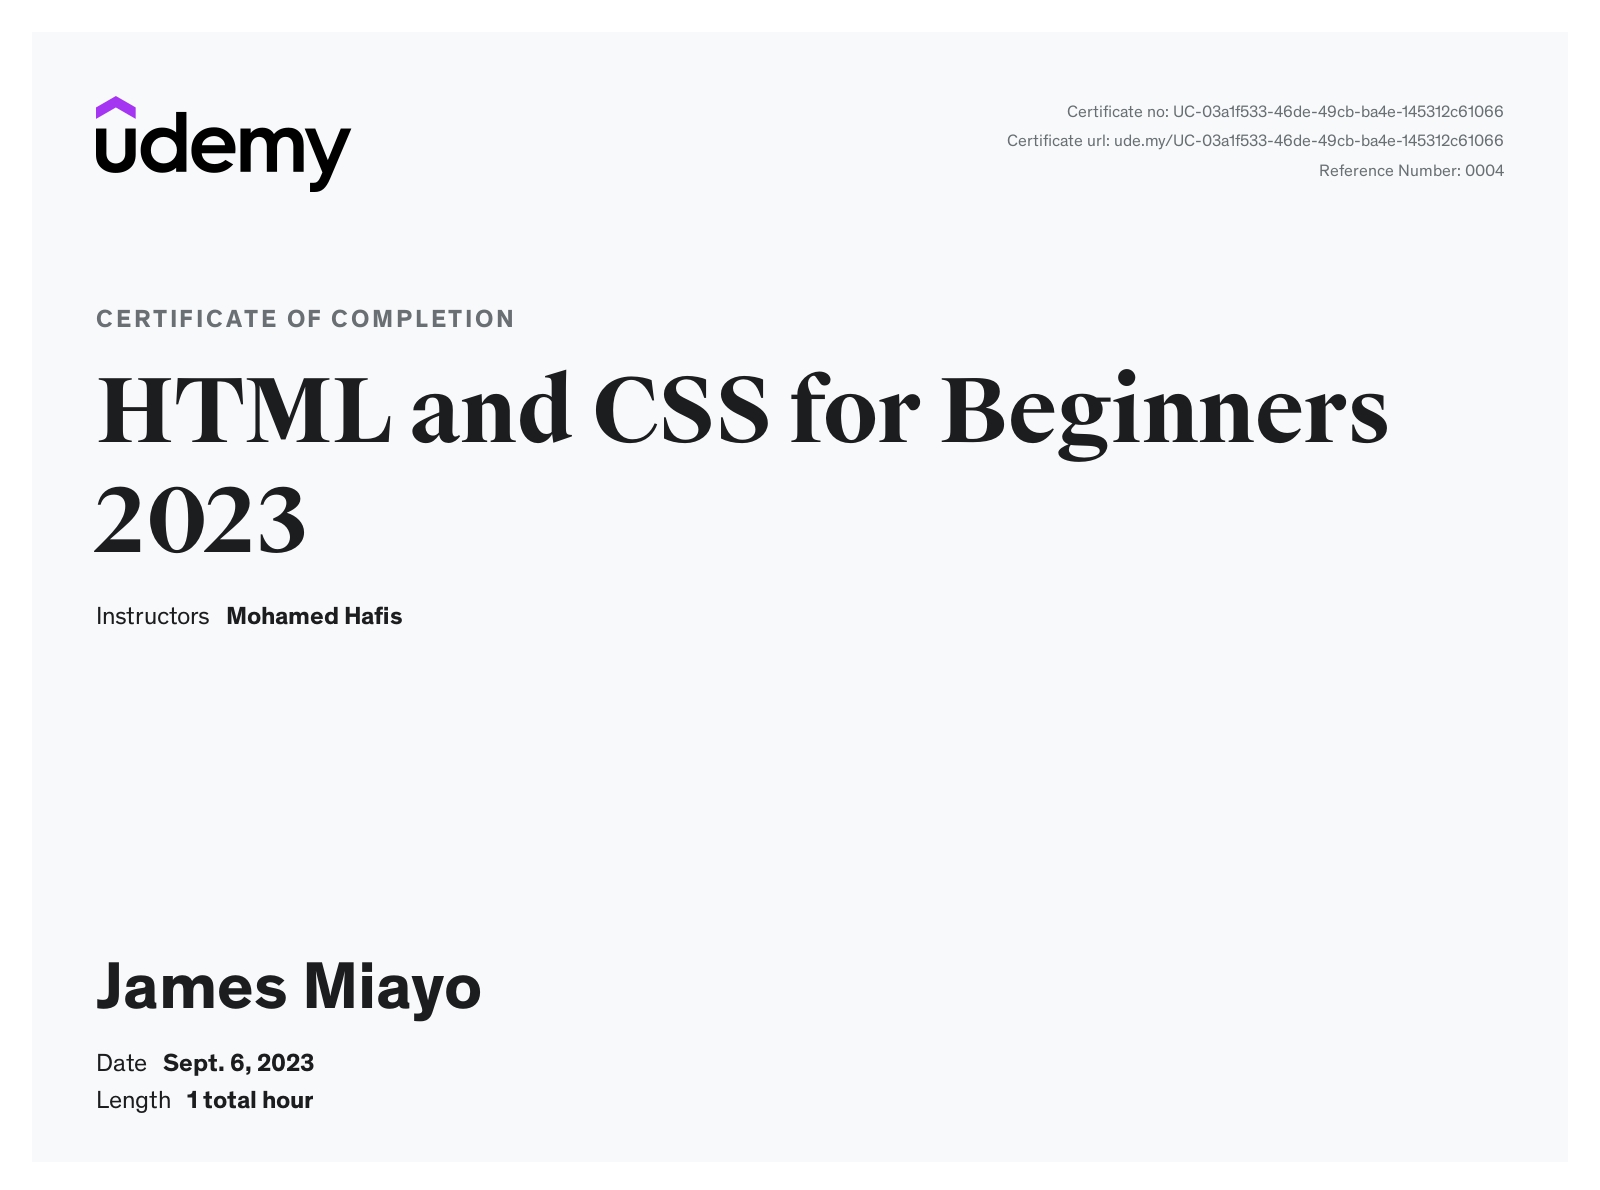 udemy
Certificate no: UC-03a1f533-46de-49cb-ba4e-145312c61066
Certificate url: ude.my/UC-03a1f533-46de-49cb-ba4e-145312c61066
Reference Number: 0004
CERTIFICATE OF COMPLETION
HTML and CSS for Beginners
2023
Instructors Mohamed Hafis
James Miayo
Date Sept. 6, 2023
Length 1 total hour